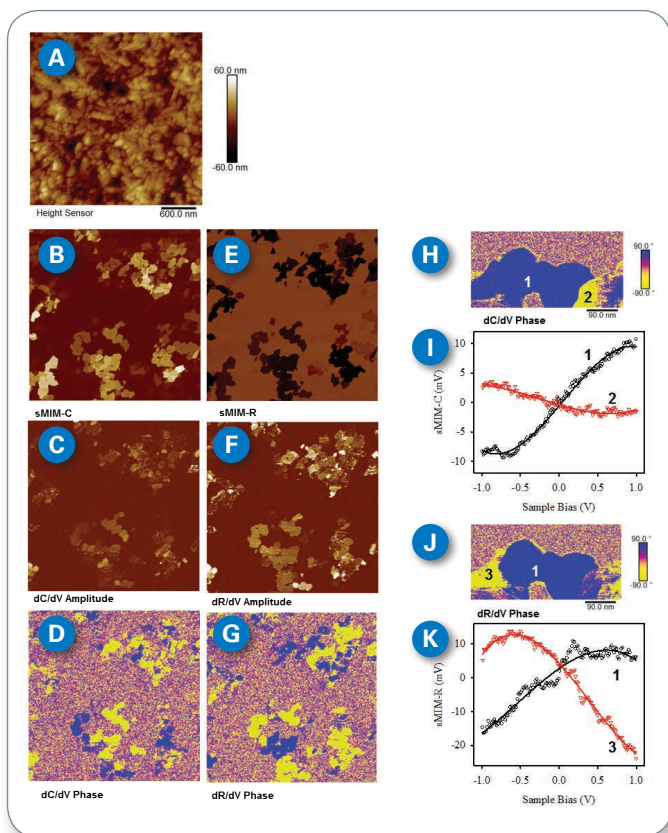 A
60.0 nm
-60.0 nm
Height Sensor
600.0 nm
B
sMIM-C
E
sMIM-R
C
dC/dV Amplitude
F
dR/dV Amplitude
D
dC/dV Phase
G
dR/dV Phase
H
1
2
90.0 °
-90.0 °
dC/dV Phase
90.0 nm
I
sMIM-C (mV)
10
5
0
-5
-10
1
2
-1.0 -0.5 0.0 0.5 1.0
Sample Bias (V)
J
3
1
90.0 °
-90.0 °
dR/dV Phase
90.0 nm
K
sMIM-R (mV)
10
0
-10
-20
1
3
-1.0 -0.5 0.0 0.5 1.0
Sample Bias (V)